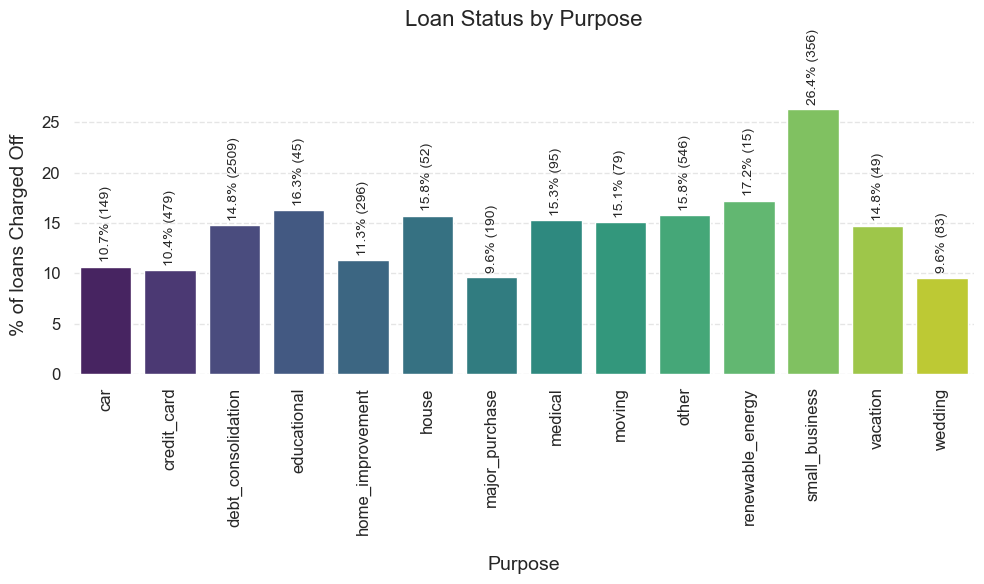 Loan Status by Purpose
% of loans Charged Off
25
20
15
10
5
0
10.7% (149)
10.4% (479)
14.8% (2509)
16.3% (45)
11.3% (296)
15.8% (52)
9.6% (190)
15.3% (95)
15.1% (79)
15.8% (546)
17.2% (15)
26.4% (356)
14.8% (49)
9.6% (83)
car
credit_card
debt_consolidation
educational
home_improvement
house
major_purchase
medical
moving
other
renewable_energy
small_business
vacation
wedding
Purpose